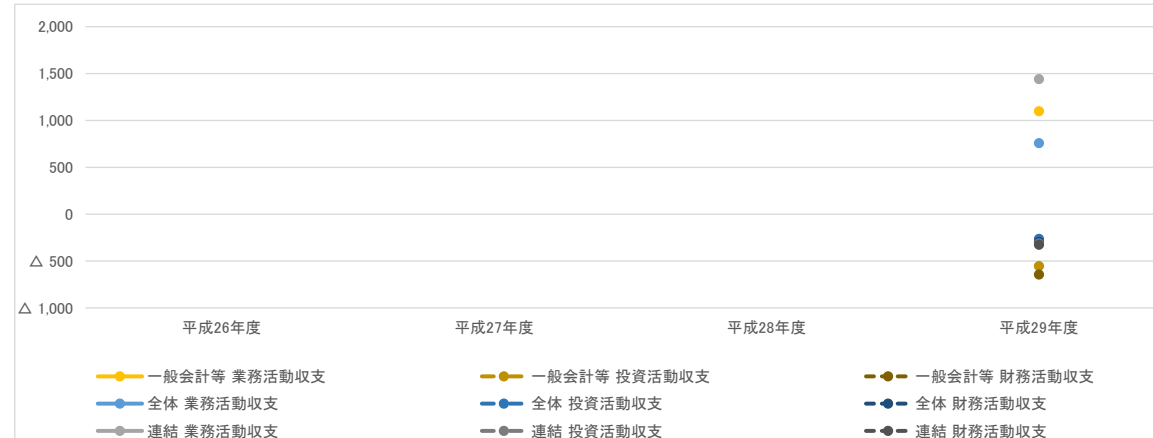 2,000
1,500
1,000
500
0
△ 500
△ 1,000
平成26年度 平成27年度 平成28年度 平成29年度
一般会計等 業務活動収支 一般会計等 投資活動収支 一般会計等 財務活動収支
全体 業務活動収支 全体 投資活動収支 全体 財務活動収支
連結 業務活動収支 連結 投資活動収支 連結 財務活動収支